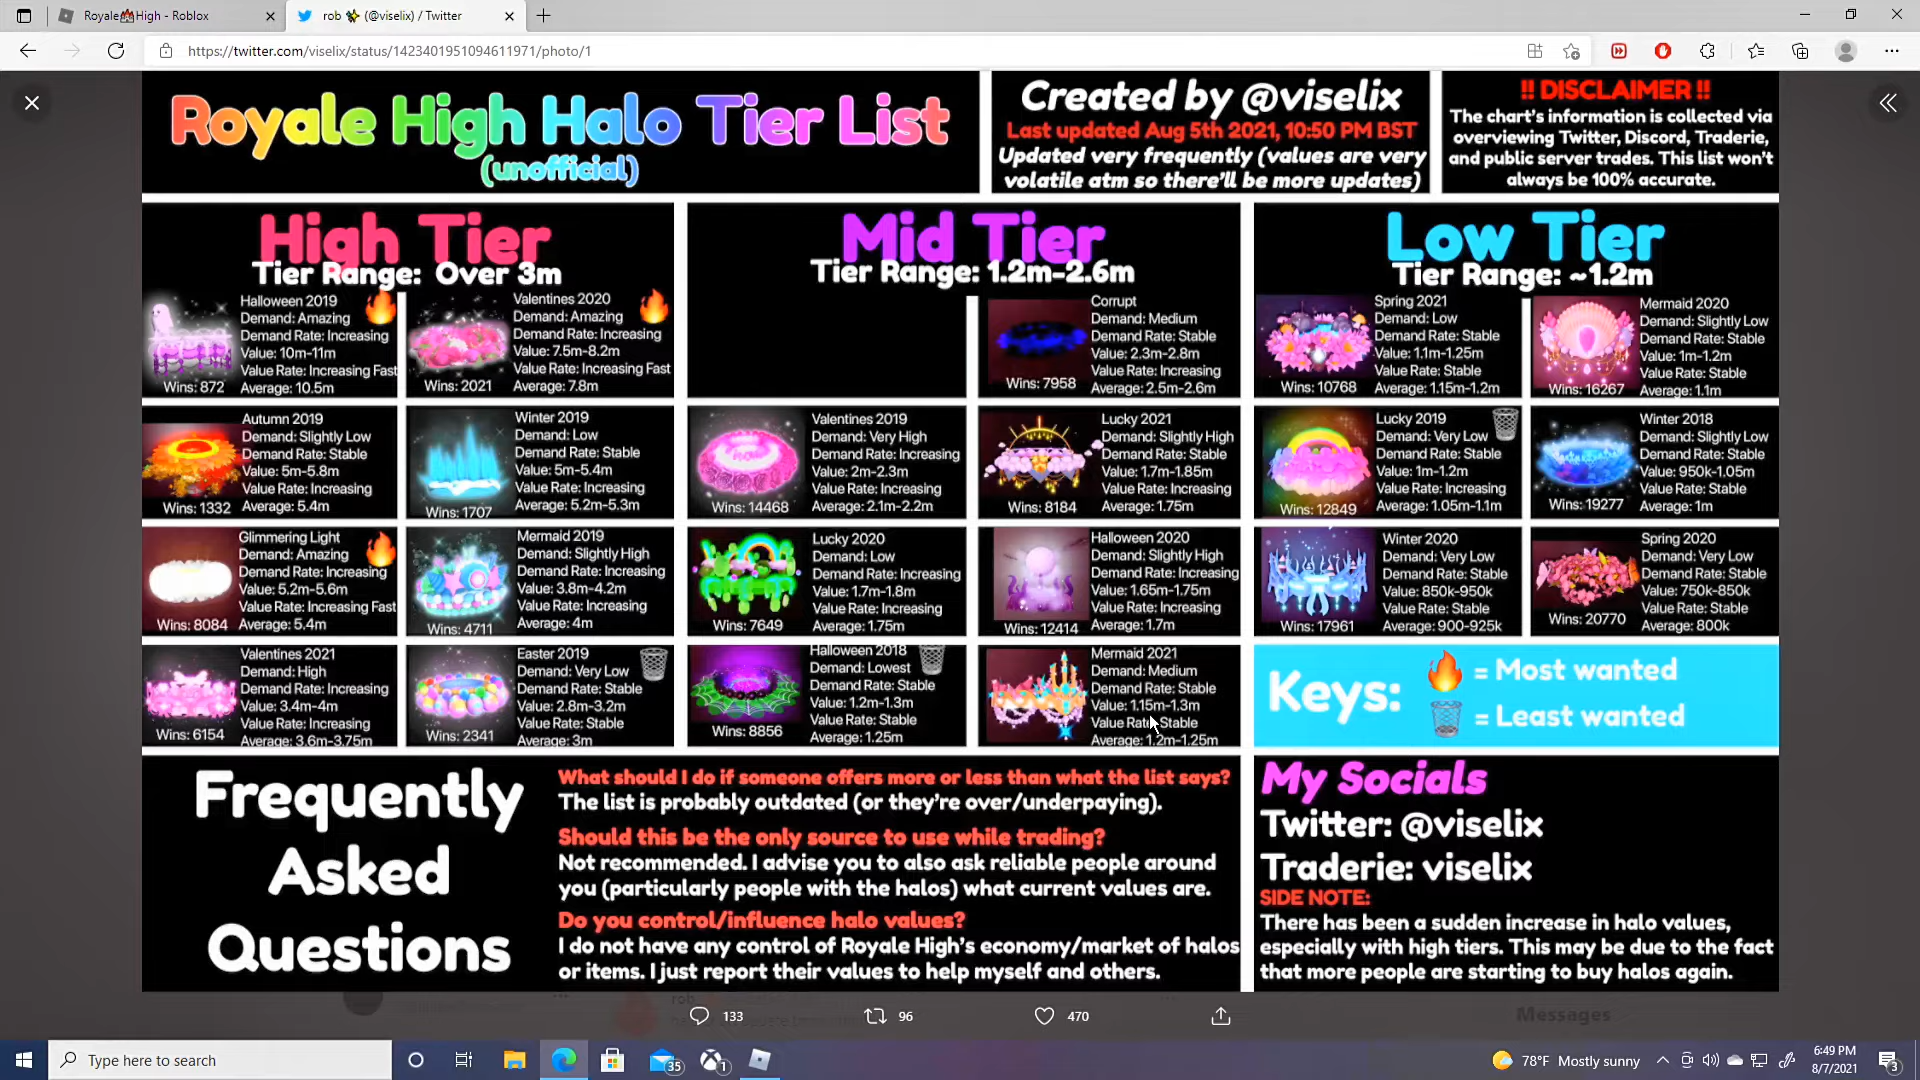 Royale High - Roblox
rob ✨ (@viselix) / Twitter
https://twitter.com/viselix/status/1423401951094611971/photo/1
Royale High Halo Tier List
(unofficial)
Created by @viselix
Last updated Aug 5th 2021, 10:50 PM BST
Updated very frequently (values are very
volatile atm so there'll be more updates)
!! DISCLAIMER !!
The chart's information is collected via
overviewing Twitter, Discord, Traderie,
and public server trades. This list won't
always be 100% accurate.
High Tier
Tier Range: Over 3m
Halloween 2019
Demand: Amazing
Demand Rate: Increasing
Value: 10m-11m
Value Rate: Increasing Fast
Average: 10.5m
Wins: 872
Valentines 2020
Demand: Amazing
Demand Rate: Increasing
Value: 7.5m-8.2m
Value Rate: Increasing Fast
Average: 7.8m
Wins: 2021
Autumn 2019
Demand: Slightly Low
Demand Rate: Stable
Value: 5m-5.8m
Value Rate: Increasing
Average: 5.4m
Wins: 1332
Winter 2019
Demand: Low
Demand Rate: Stable
Value: 5m-5.4m
Value Rate: Increasing
Average: 5.2m-5.3m
Wins: 1707
Glimmering Light
Demand: Amazing
Demand Rate: Increasing
Value: 5.2m-5.6m
Value Rate: Increasing Fast
Average: 5.4m
Wins: 8084
Mermaid 2019
Demand: Slightly High
Demand Rate: Increasing
Value: 3.8m-4.2m
Value Rate: Increasing
Average: 4m
Wins: 4711
Valentines 2021
Demand: High
Demand Rate: Increasing
Value: 3.4m-4m
Value Rate: Increasing
Average: 3.6m-3.75m
Wins: 6154
Easter 2019
Demand: Very Low
Demand Rate: Stable
Value: 2.8m-3.2m
Value Rate: Stable
Average: 3m
Wins: 2341
Mid Tier
Tier Range: 1.2m-2.6m
Corrupt
Demand: Medium
Demand Rate: Stable
Value: 2.3m-2.8m
Value Rate: Increasing
Average: 2.5m-2.6m
Wins: 7958
Valentines 2019
Demand: Very High
Demand Rate: Increasing
Value: 2m-2.3m
Value Rate: Increasing
Average: 2.1m-2.2m
Wins: 14468
Lucky 2021
Demand: Slightly High
Demand Rate: Stable
Value: 1.7m-1.85m
Value Rate: Increasing
Average: 1.75m
Wins: 8184
Lucky 2020
Demand: Low
Demand Rate: Increasing
Value: 1.7m-1.8m
Value Rate: Increasing
Average: 1.75m
Wins: 7649
Halloween 2020
Demand: Slightly High
Demand Rate: Increasing
Value: 1.65m-1.75m
Value Rate: Increasing
Average: 1.7m
Wins: 12414
Halloween 2018
Demand: Lowest
Demand Rate: Stable
Value: 1.2m-1.3m
Value Rate: Stable
Average: 1.25m
Wins: 8856
Mermaid 2021
Demand: Medium
Demand Rate: Stable
Value: 1.15m-1.3m
Value Rate: Stable
Average: 1.2m-1.25m
Low Tier
Tier Range: ~1.2m
Spring 2021
Demand: Low
Demand Rate: Stable
Value: 1.1m-1.25m
Value Rate: Stable
Average: 1.15m-1.2m
Wins: 10768
Mermaid 2020
Demand: Slightly Low
Demand Rate: Stable
Value: 1m-1.2m
Value Rate: Stable
Average: 1.1m
Wins: 16267
Lucky 2019
Demand: Very Low
Demand Rate: Stable
Value: 1m-1.2m
Value Rate: Increasing
Average: 1.05m-1.1m
Wins: 12849
Winter 2018
Demand: Slightly Low
Demand Rate: Stable
Value: 950k-1.05m
Value Rate: Stable
Average: 1m
Wins: 19277
Winter 2020
Demand: Very Low
Demand Rate: Stable
Value: 850k-950k
Value Rate: Stable
Average: 900-925k
Wins: 17961
Spring 2020
Demand: Very Low
Demand Rate: Stable
Value: 750k-850k
Value Rate: Stable
Average: 800k
Wins: 20770
Keys:
= Most wanted
= Least wanted
Frequently
Asked
Questions
What should I do if someone offers more or less than what the list says?
The list is probably outdated (or they're over/underpaying).
Should this be the only source to use while trading?
Not recommended. I advise you to also ask reliable people around
you (particularly people with the halos) what current values are.
Do you control/influence halo values?
I do not have any control of Royale High's economy/market of halos
or items. I just report their values to help myself and others.
My Socials
Twitter: @viselix
Traderie: viselix
SIDE NOTE:
There has been a sudden increase in halo values,
especially with high tiers. This may be due to the fact
that more people are starting to buy halos again.
rob
133
96
470
Messages
Type here to search
35
1
78°F Mostly sunny
6:49 PM
8/7/2021
3